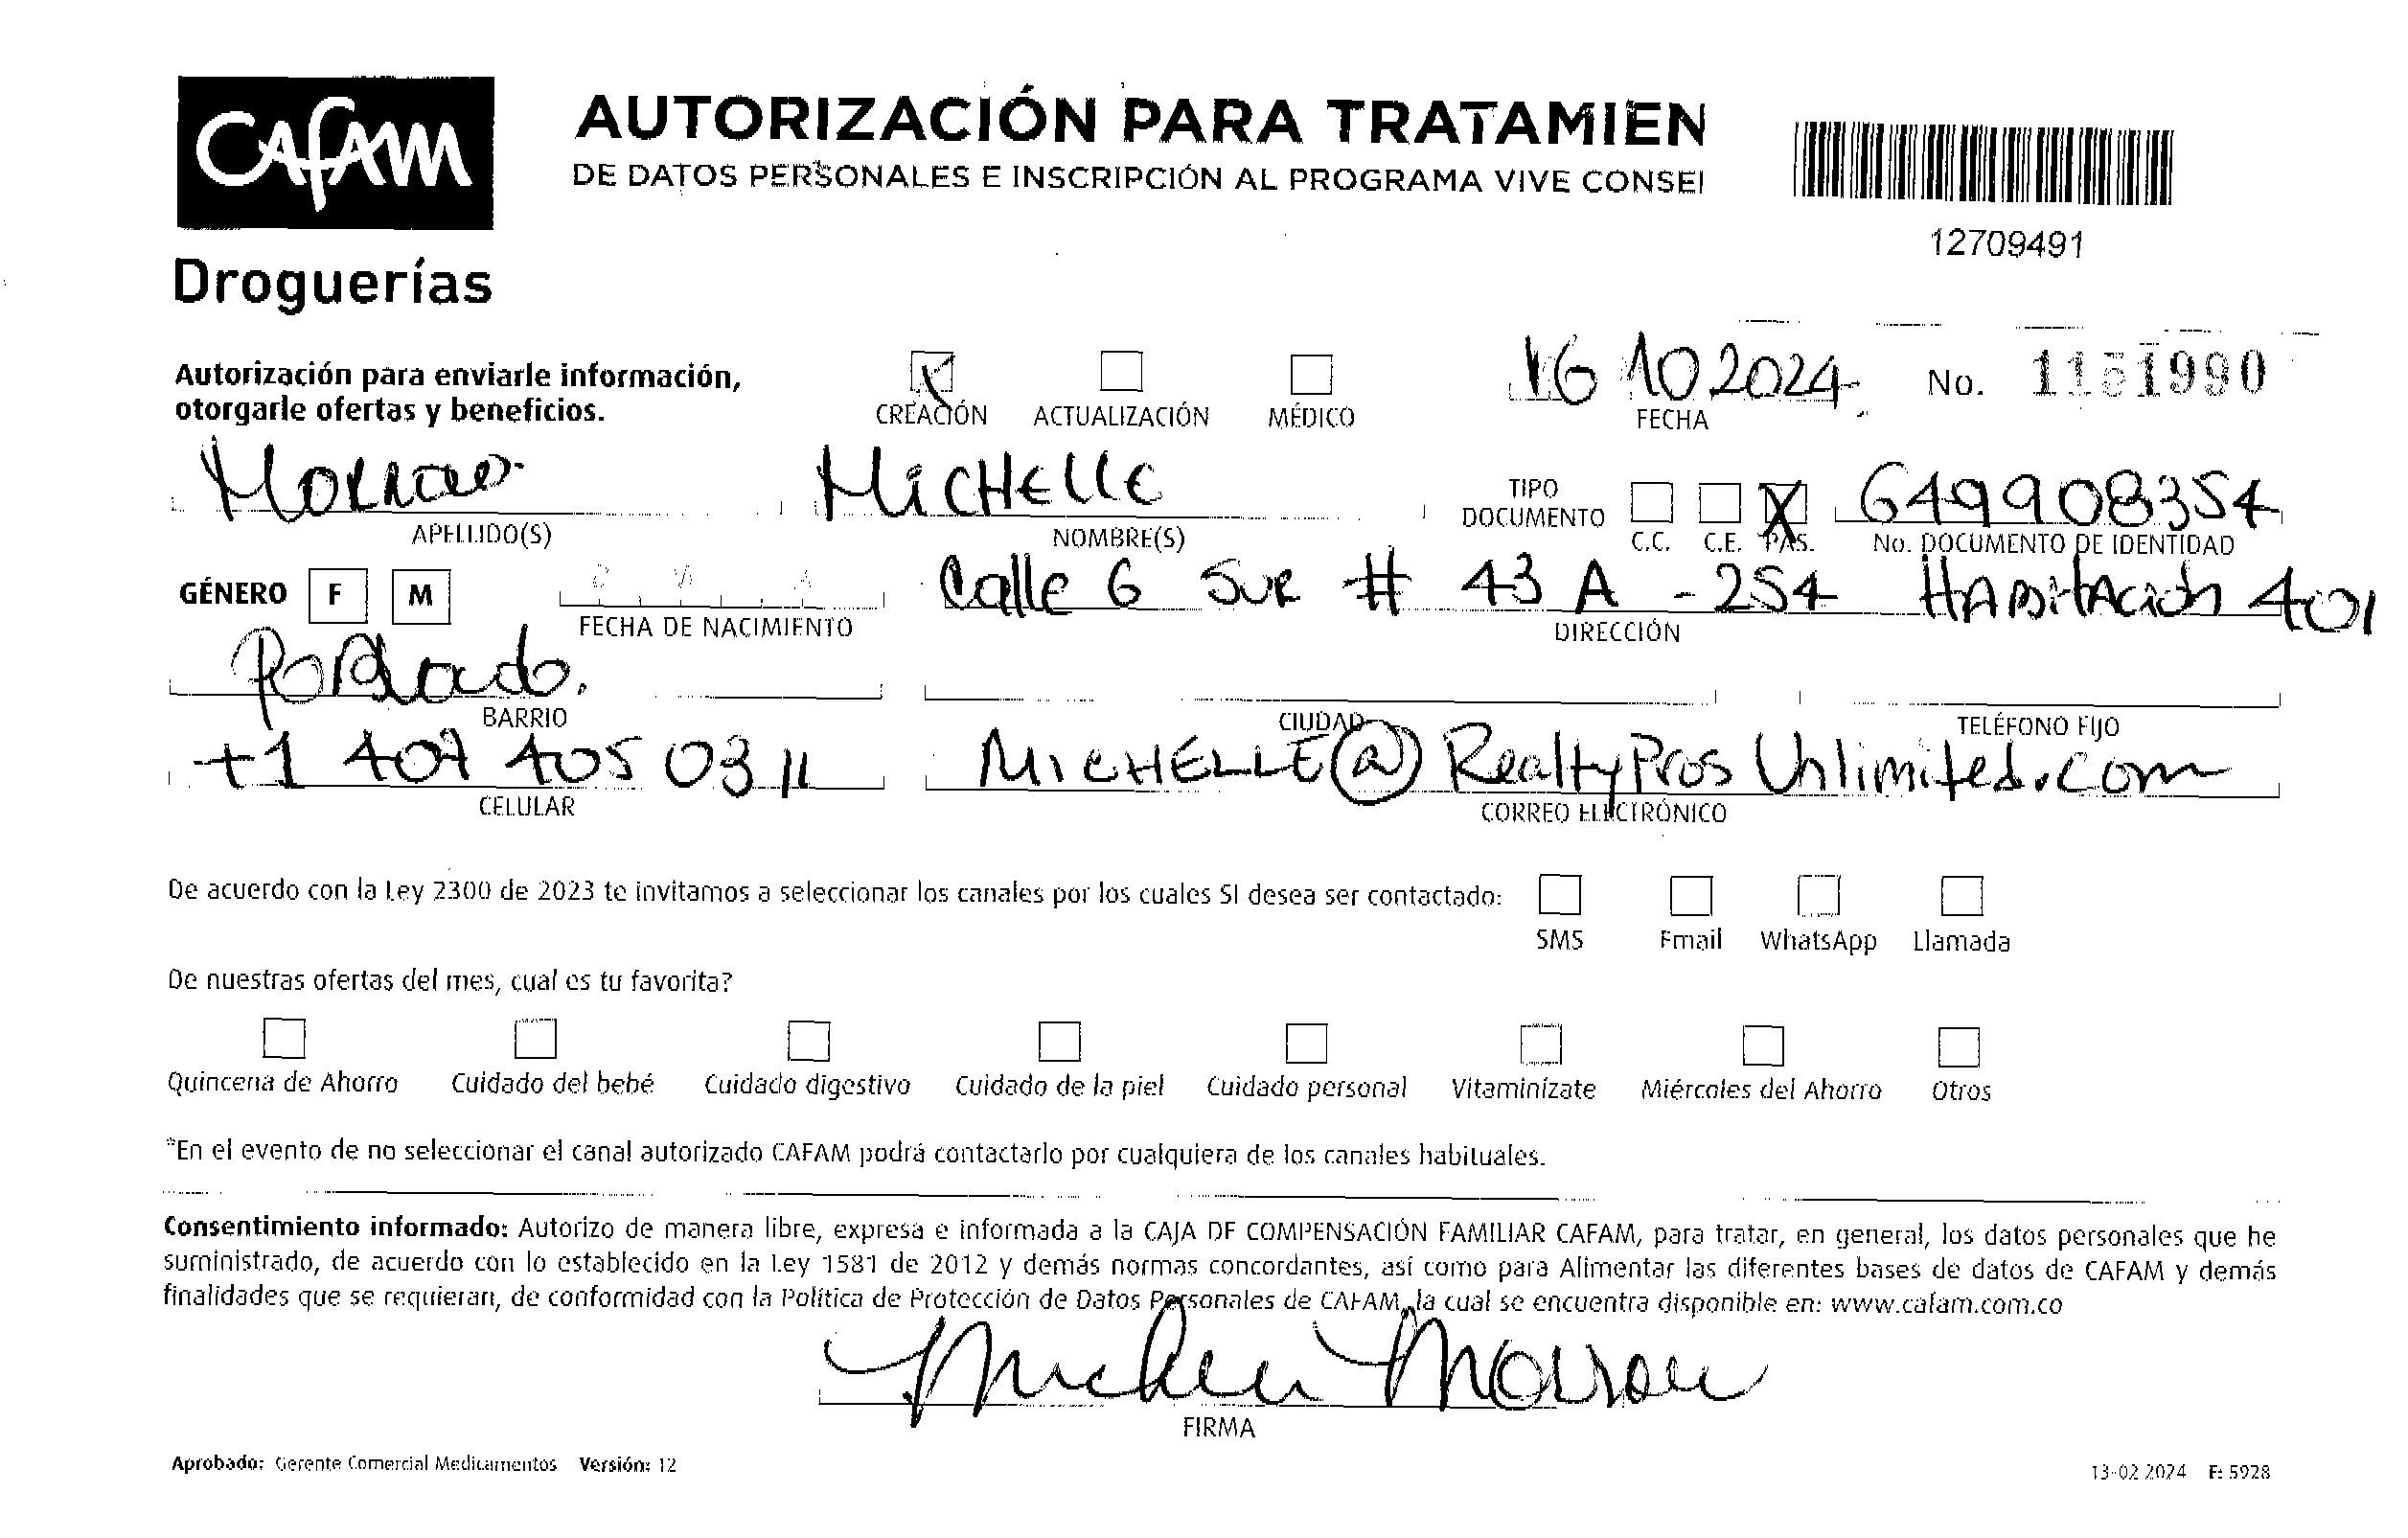 CAFAM
Droguerías
AUTORIZACIÓN PARA TRATAMIEN
DE DATOS PERSONALES E INSCRIPCIÓN AL PROGRAMA VIVE CONSEI
12709491
Autorización para enviarle información,
otorgarle ofertas y beneficios.
CREACIÓN ACTUALIZACIÓN MÉDICO
16 10 2024
FECHA
No. 1151990
MICHELLE
APELLIDO(S) NOMBRE(S)
TIPO
DOCUMENTO
C.C. C.E. PAS.
649908354
No. DOCUMENTO DE IDENTIDAD
GÉNERO F M
FECHA DE NACIMIENTO
Calle 6 Sur # 43 A - 254 HABitACión 401
DIRECCIÓN
Poblado.
BARRIO CIUDAD TELÉFONO FIJO
+1 407 405 0311 MICHELLE@RealtyProsUnlimited.com
CELULAR CORREO ELECTRÓNICO
De acuerdo con la Ley 2300 de 2023 te invitamos a seleccionar los canales por los cuales SI desea ser contactado:
SMS Email WhatsApp Llamada
De nuestras ofertas del mes, cual es tu favorita?
Quincena de Ahorro Cuidado del bebé Cuidado digestivo Cuidado de la piel Cuidado personal Vitaminízate Miércoles del Ahorro Otros
*En el evento de no seleccionar el canal autorizado CAFAM podrá contactarlo por cualquiera de los canales habituales.
Consentimiento informado: Autorizo de manera libre, expresa e informada a la CAJA DE COMPENSACIÓN FAMILIAR CAFAM, para tratar, en general, los datos personales que he
suministrado, de acuerdo con lo establecido en la Ley 1581 de 2012 y demás normas concordantes, así como para Alimentar las diferentes bases de datos de CAFAM y demás
finalidades que se requieran, de conformidad con la Política de Protección de Datos Personales de CAFAM, la cual se encuentra disponible en: www.cafam.com.co
FIRMA
Aprobado: Gerente Comercial Medicamentos Versión: 12
13-02 2024 F: 5928